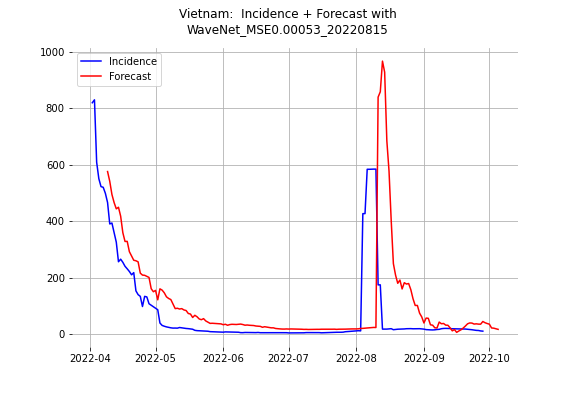 Vietnam:  Incidence + Forecast with
WaveNet_MSE0.00053_20220815
1000
Incidence
Forecast
800
600
400
200
0
2022-04 2022-05 2022-06 2022-07 2022-08 2022-09 2022-10